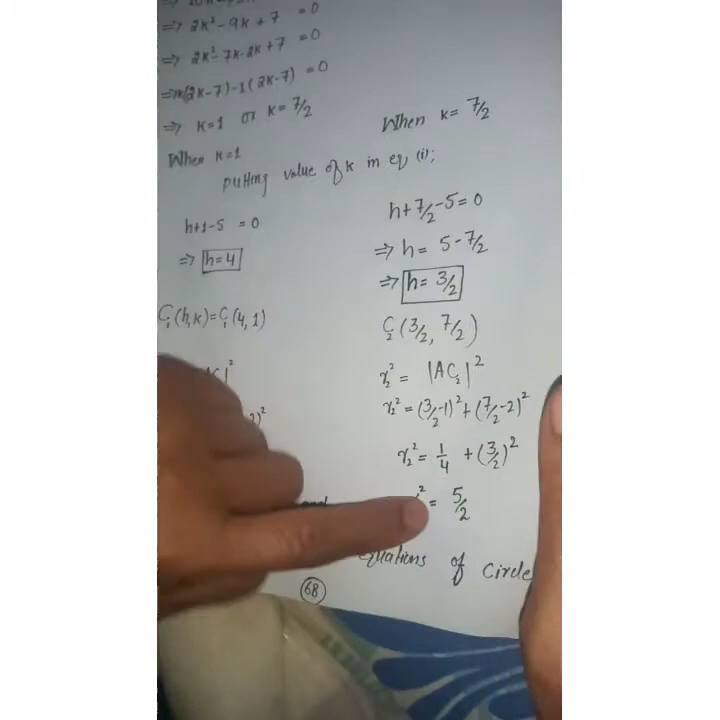 ⇒ 2k²-9k+7 = 0
⇒ 2k²-7k-2k+7 = 0
⇒ k(2k-7)-1(2k-7) = 0
⇒ k=1 or k=7/2
When k=1
When k=7/2
Putting value of k in eq (i);
h+1-5 = 0
⇒ h=4
C₁(h,k)=C₁(4,1)
h+7/2-5=0
⇒ h= 5-7/2
⇒ h= 3/2
C₂(3/2, 7/2)
r₂² = |AC₂|²
r₂² = (3/2-1)²+(7/2-2)²
r₂² = 1/4 + (3/2)²
² = 5/2
equations of circle
68